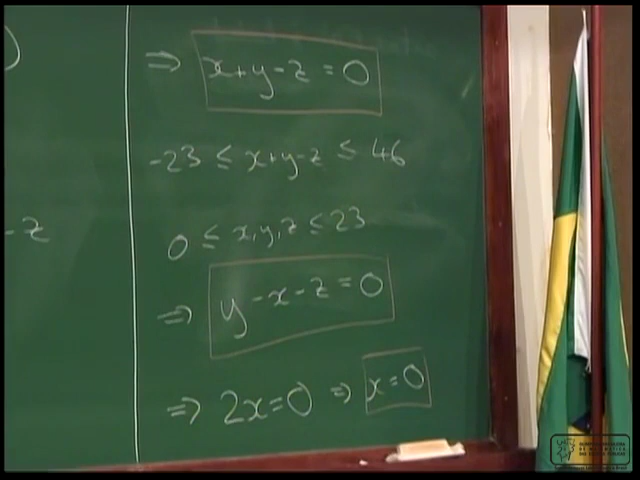 )
⇒ x+y-z=0
-23 ≤ x+y-z ≤ 46
-z
0 ≤ x,y,z ≤ 23
⇒ y-x-z=0
⇒ 2x=0 ⇒ x=0